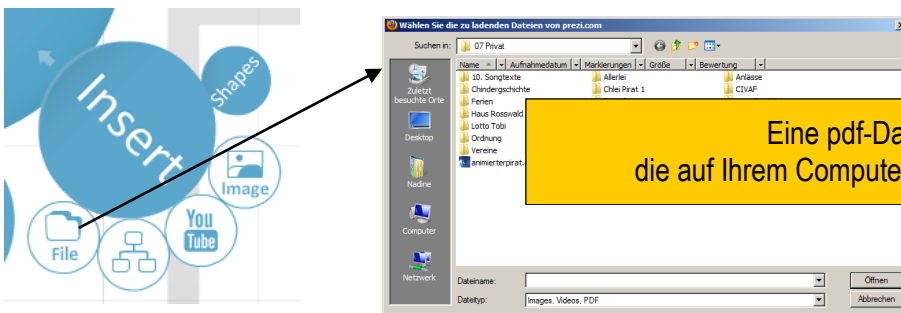 Insert
Shapes
Image
You
Tube
File
Wählen Sie die zu ladenden Dateien von prezi.com
Suchen in:
07 Privat
Name
Aufnahmedatum
Markierungen
Größe
Bewertung
10. Songtexte
Allerlei
Anlässe
Chindergschichte
Chlei Pirat 1
CIVAF
Ferien
Haus Rosswald
Lotto Tobi
Ordnung
Vereine
animierterpirat.
Zuletzt
besuchte Orte
Desktop
Nadine
Computer
Netzwerk
Eine pdf-Da
die auf Ihrem Compute
Dateiname:
Öffnen
Dateityp:
Images, Videos, PDF
Abbrechen